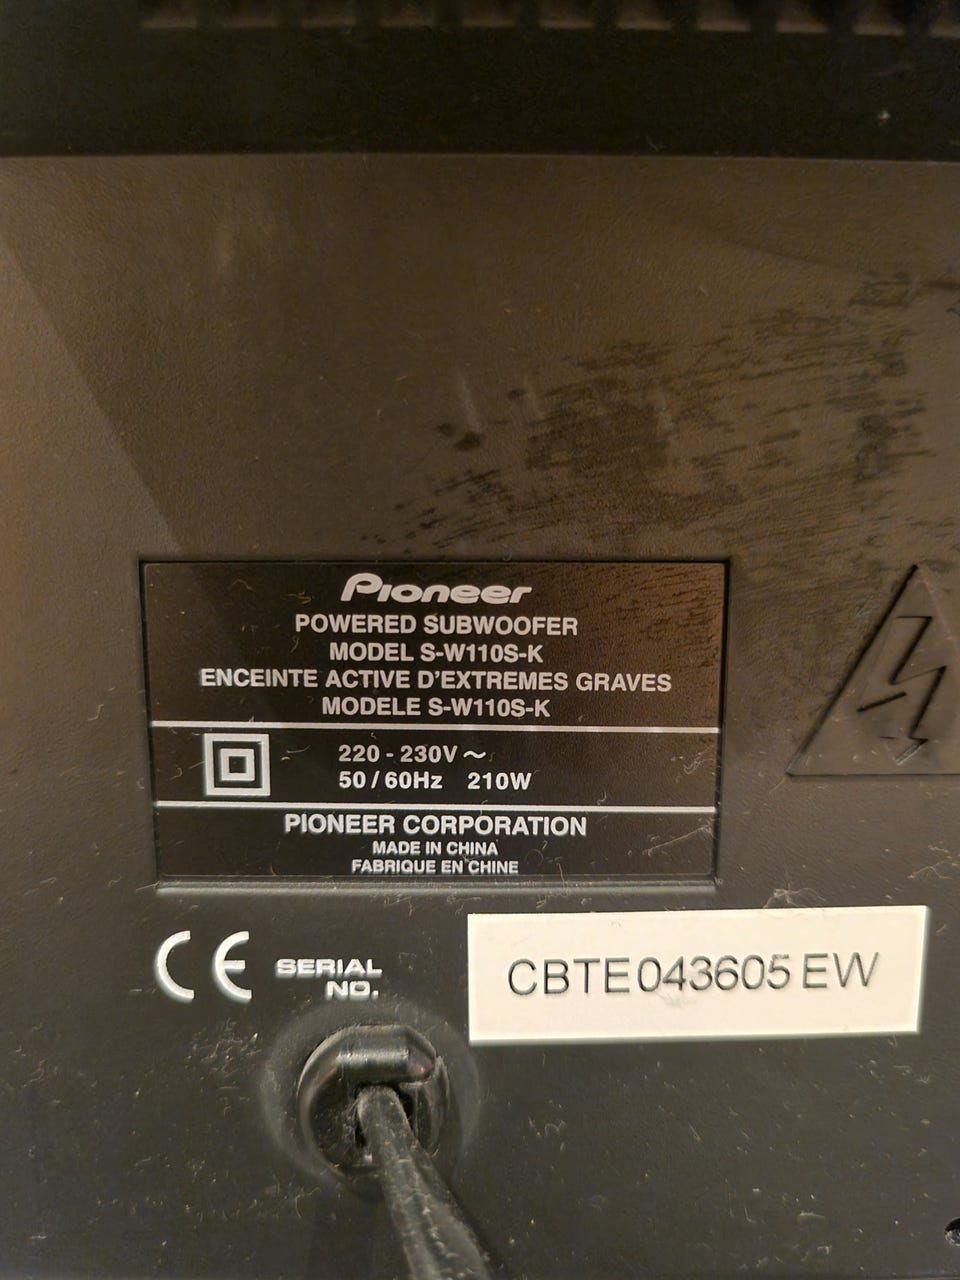 Pioneer
POWERED SUBWOOFER
MODEL S-W110S-K
ENCEINTE ACTIVE D'EXTREMES GRAVES
MODELE S-W110S-K
220 - 230V ~
50 / 60Hz 210W
PIONEER CORPORATION
MADE IN CHINA
FABRIQUE EN CHINE
CE SERIAL NO.
CBTE043605EW